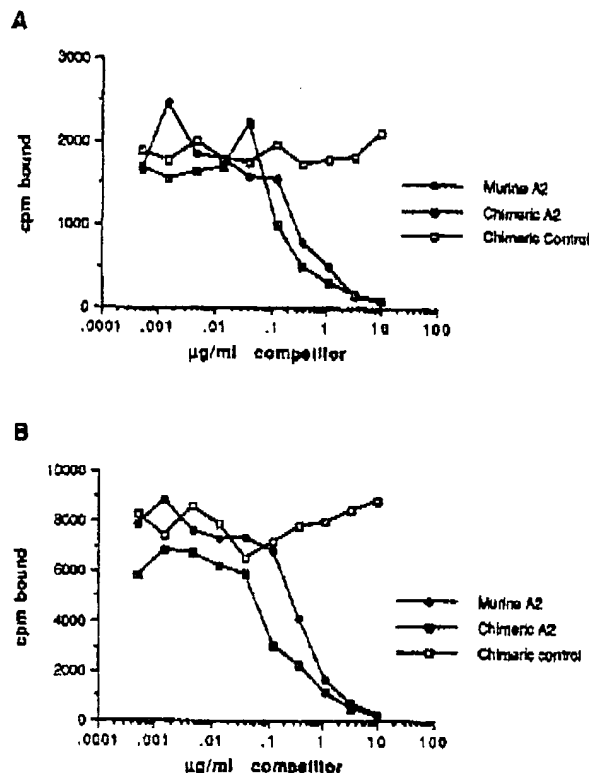 A
3000
2000
1000
0
cpm bound
.0001 .001 .01 .1 1 10 100
µg/ml competitor
Murine A2
Chimeric A2
Chimeric Control
B
10000
8000
6000
4000
2000
0
cpm bound
.0001 .001 .01 .1 1 10 100
µg/ml competitor
Murine A2
Chimeric A2
Chimeric control